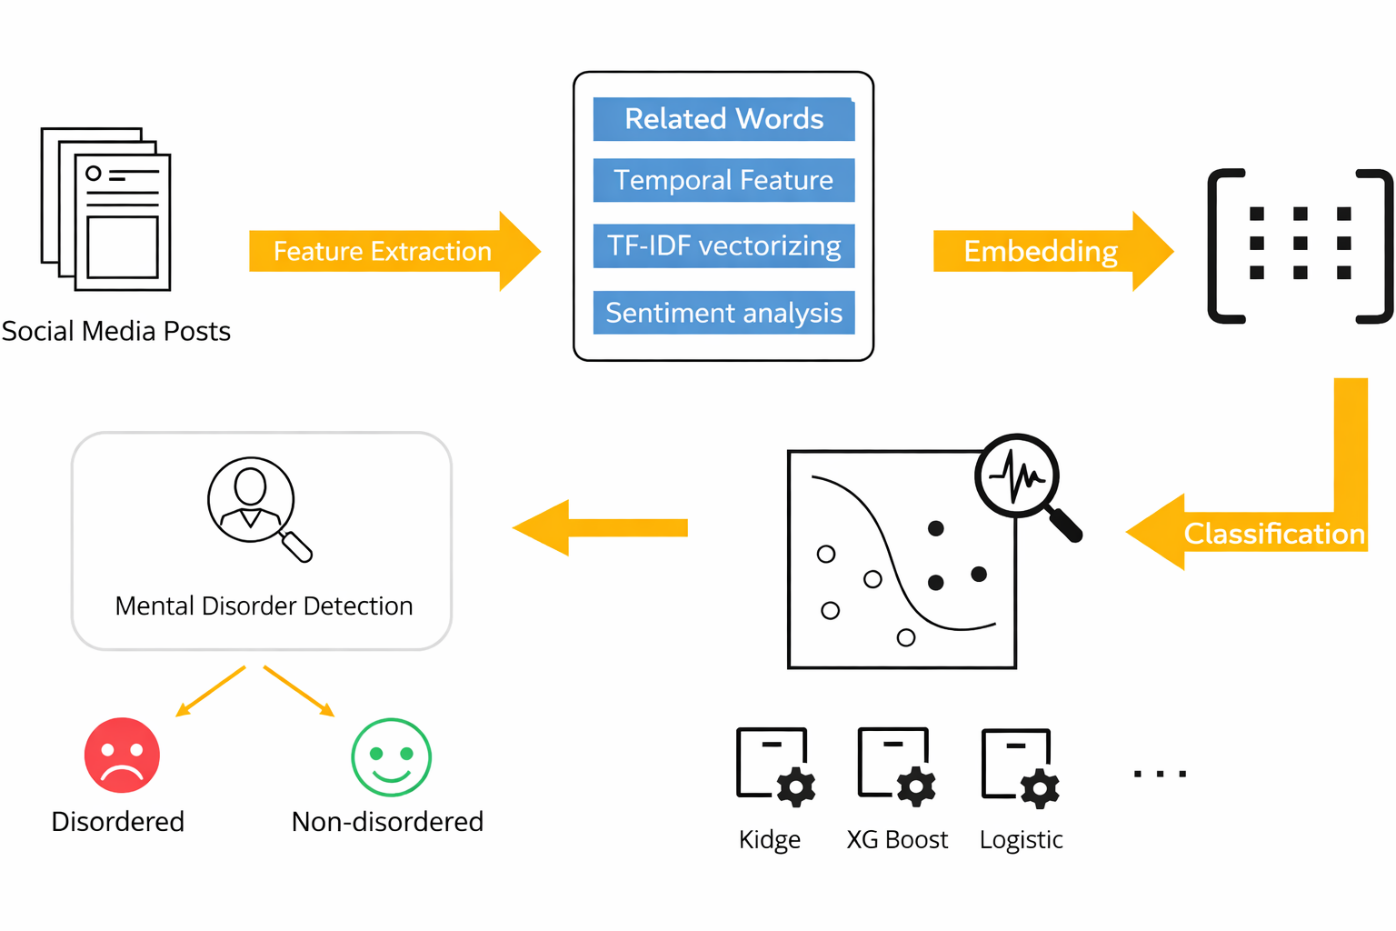 Related Words
Temporal Feature
TF-IDF vectorizing
Sentiment analysis
Feature Extraction
Embedding
Social Media Posts
Classification
Mental Disorder Detection
Disordered
Non-disordered
Kidge
XG Boost
Logistic
...